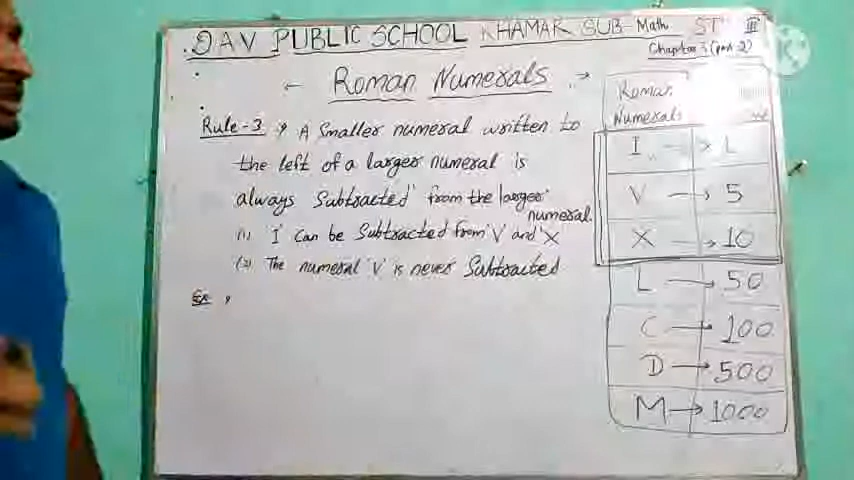 DAV PUBLIC SCHOOL KHAMAR SUB- Math ST" III
Chapter 3 (part-2)
← Roman Numerals →
Rule-3 → A Smaller numeral written to
the left of a larger numeral is
always Subtracted from the larger
numeral.
(1) I can be Subtracted from 'V' and 'X'
(2) The numeral 'V' is never Subtracted
Ex →
Roman
Numerals
I → 1
V → 5
X → 10
L → 50
C → 100
D → 500
M → 1000